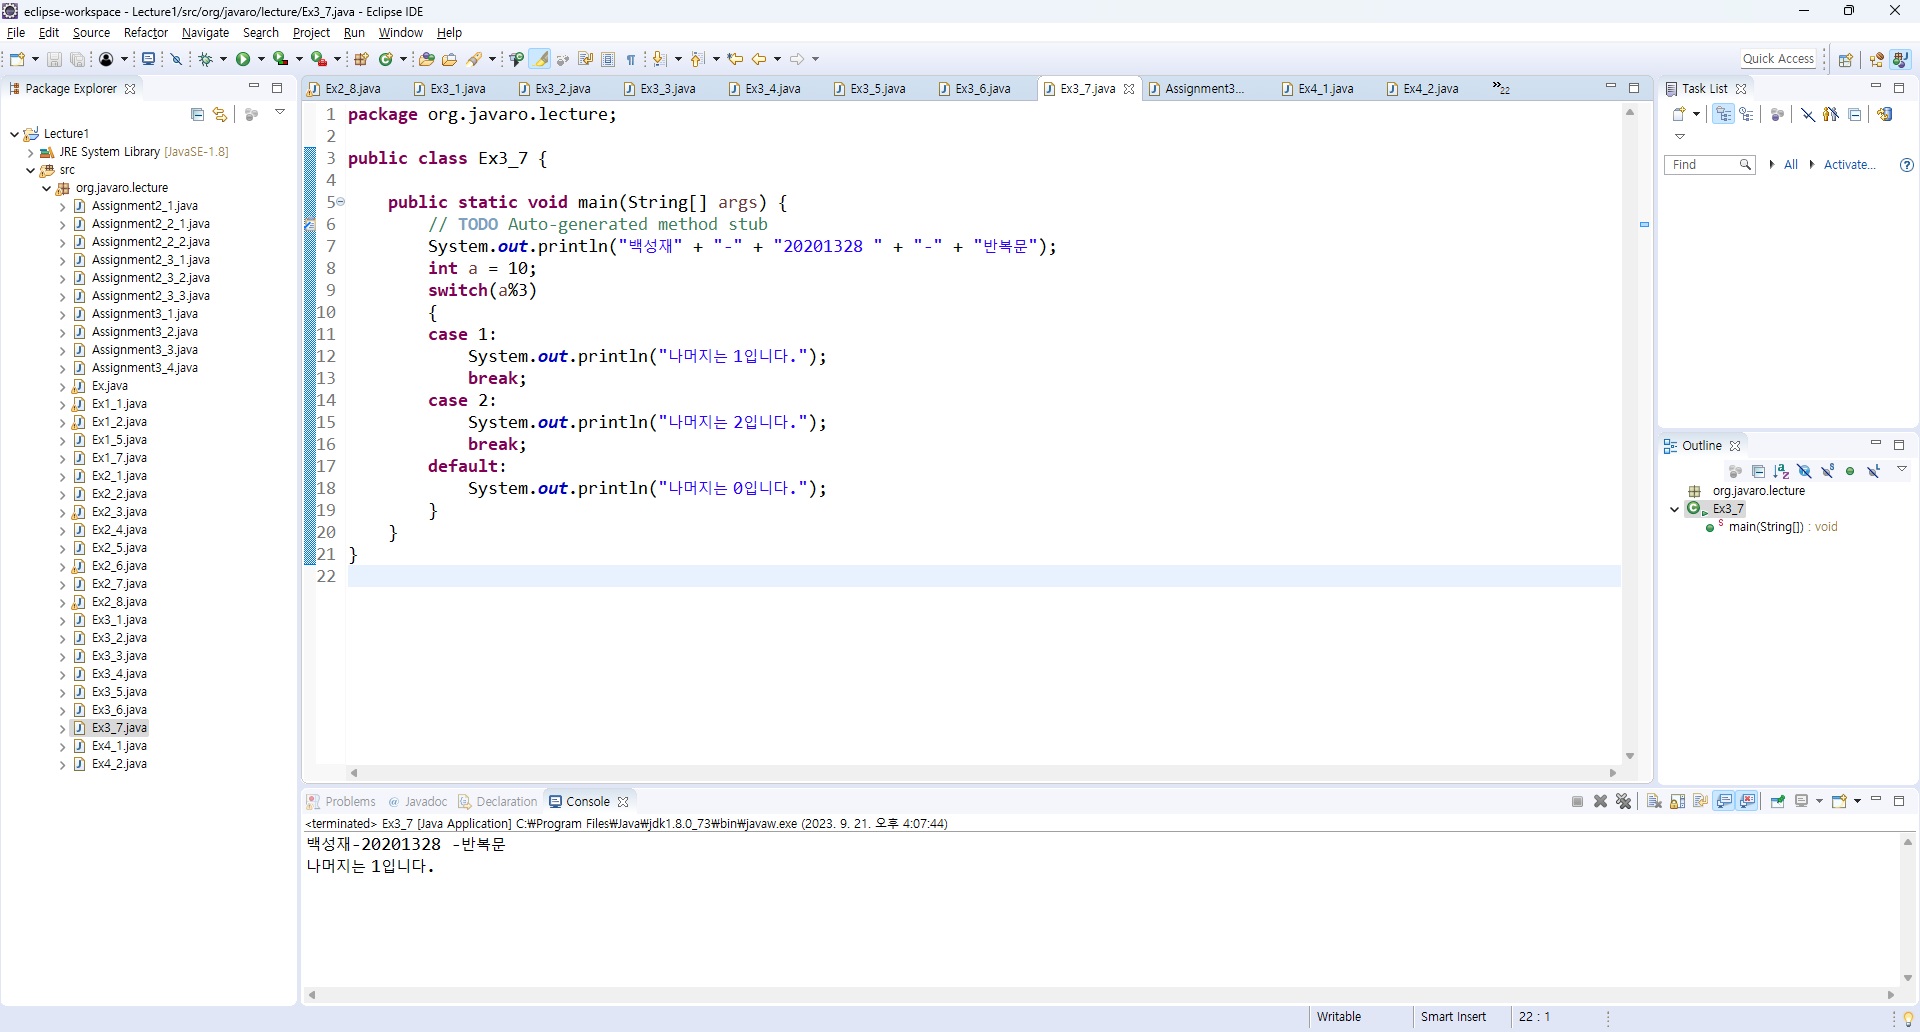 eclipse-workspace - Lecture1/src/org/javaro/lecture/Ex3_7.java - Eclipse IDE
File Edit Source Refactor Navigate Search Project Run Window Help
Quick Access
Package Explorer
Lecture1
JRE System Library [JavaSE-1.8]
src
org.javaro.lecture
Assignment2_1.java
Assignment2_2_1.java
Assignment2_2_2.java
Assignment2_3_1.java
Assignment2_3_2.java
Assignment2_3_3.java
Assignment3_1.java
Assignment3_2.java
Assignment3_3.java
Assignment3_4.java
Ex.java
Ex1_1.java
Ex1_2.java
Ex1_5.java
Ex1_7.java
Ex2_1.java
Ex2_2.java
Ex2_3.java
Ex2_4.java
Ex2_5.java
Ex2_6.java
Ex2_7.java
Ex2_8.java
Ex3_1.java
Ex3_2.java
Ex3_3.java
Ex3_4.java
Ex3_5.java
Ex3_6.java
Ex3_7.java
Ex4_1.java
Ex4_2.java
Ex2_8.java Ex3_1.java Ex3_2.java Ex3_3.java Ex3_4.java Ex3_5.java Ex3_6.java Ex3_7.java Assignment3... Ex4_1.java Ex4_2.java »22
1 package org.javaro.lecture;
2
3 public class Ex3_7 {
4
5 public static void main(String[] args) {
6 // TODO Auto-generated method stub
7 System.out.println("백성재" + "-" + "20201328 " + "-" + "반복문");
8 int a = 10;
9 switch(a%3)
10 {
11 case 1:
12 System.out.println("나머지는 1입니다.");
13 break;
14 case 2:
15 System.out.println("나머지는 2입니다.");
16 break;
17 default:
18 System.out.println("나머지는 0입니다.");
19 }
20 }
21 }
22
Task List
Find All Activate...
Outline
org.javaro.lecture
Ex3_7
main(String[]) : void
Problems @ Javadoc Declaration Console
<terminated> Ex3_7 [Java Application] C:₩Program Files₩Java₩jdk1.8.0_73₩bin₩javaw.exe (2023. 9. 21. 오후 4:07:44)
백성재-20201328 -반복문
나머지는 1입니다.
Writable Smart Insert 22 : 1